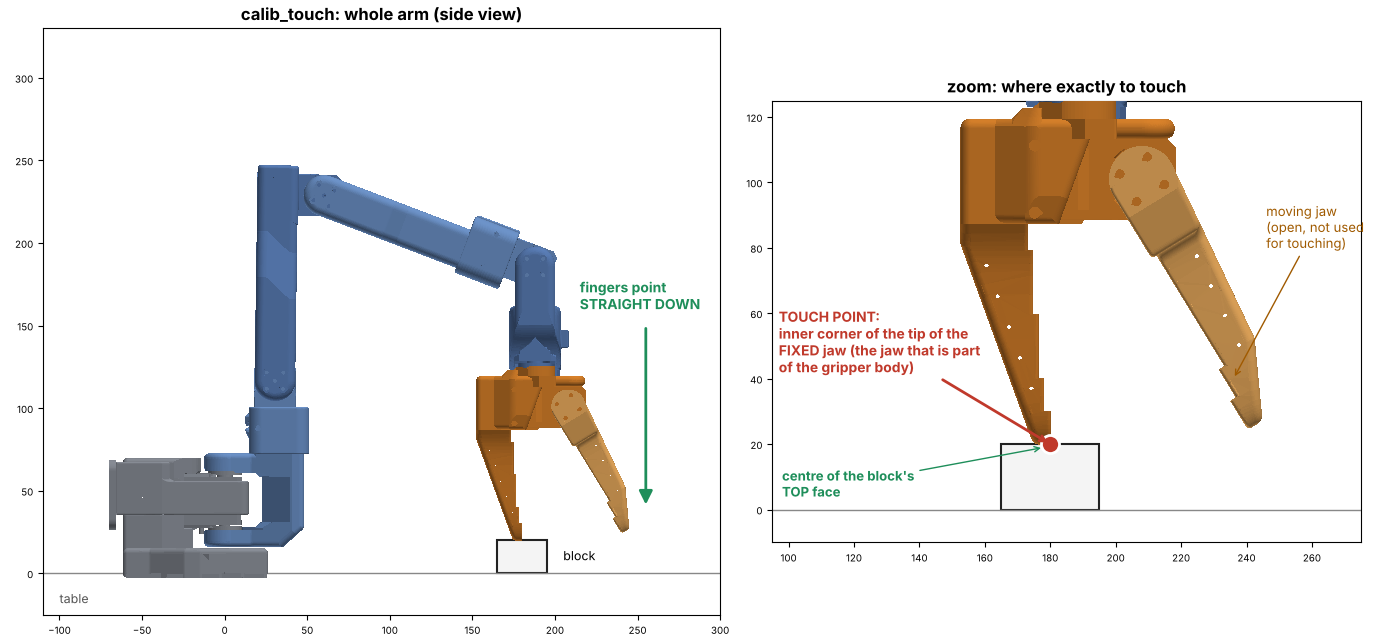 calib_touch: whole arm (side view)
300
250
200
150
100
50
0
−100
−50
0
50
100
150
200
250
300
fingers point
STRAIGHT DOWN
block
table
zoom: where exactly to touch
120
100
80
60
40
20
0
100
120
140
160
180
200
220
240
260
moving jaw
(open, not used
for touching)
TOUCH POINT:
inner corner of the tip of the
FIXED jaw (the jaw that is part
of the gripper body)
centre of the block's
TOP face